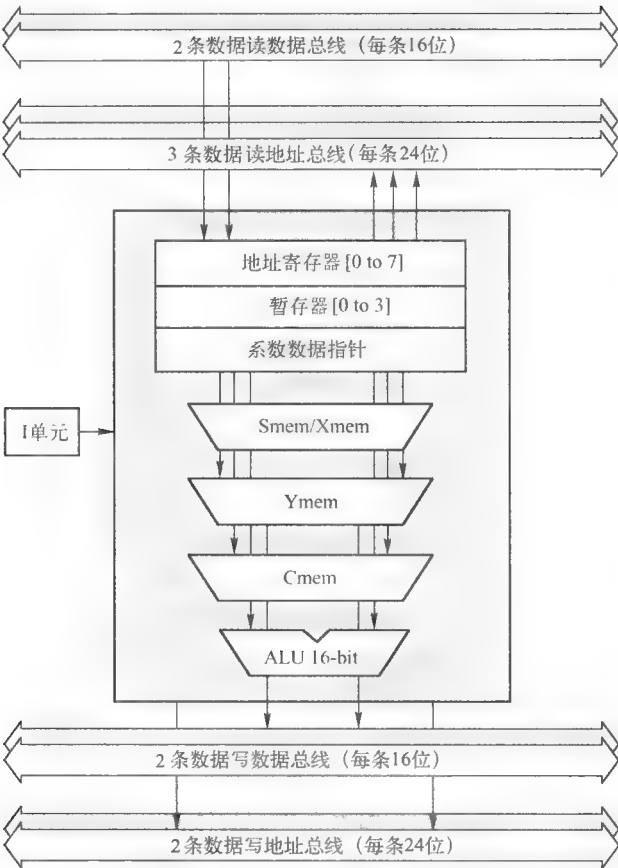 2 条数据读数据总线（每条16位）
3 条数据读地址总线(每条24位)
地址寄存器[0 to 7]
暂存器[0 to 3]
系数数据指针
I单元
Smem/Xmem
Ymem
Cmem
ALU 16-bit
2 条数据写数据总线（每条16位）
2 条数据写地址总线（每条24位）